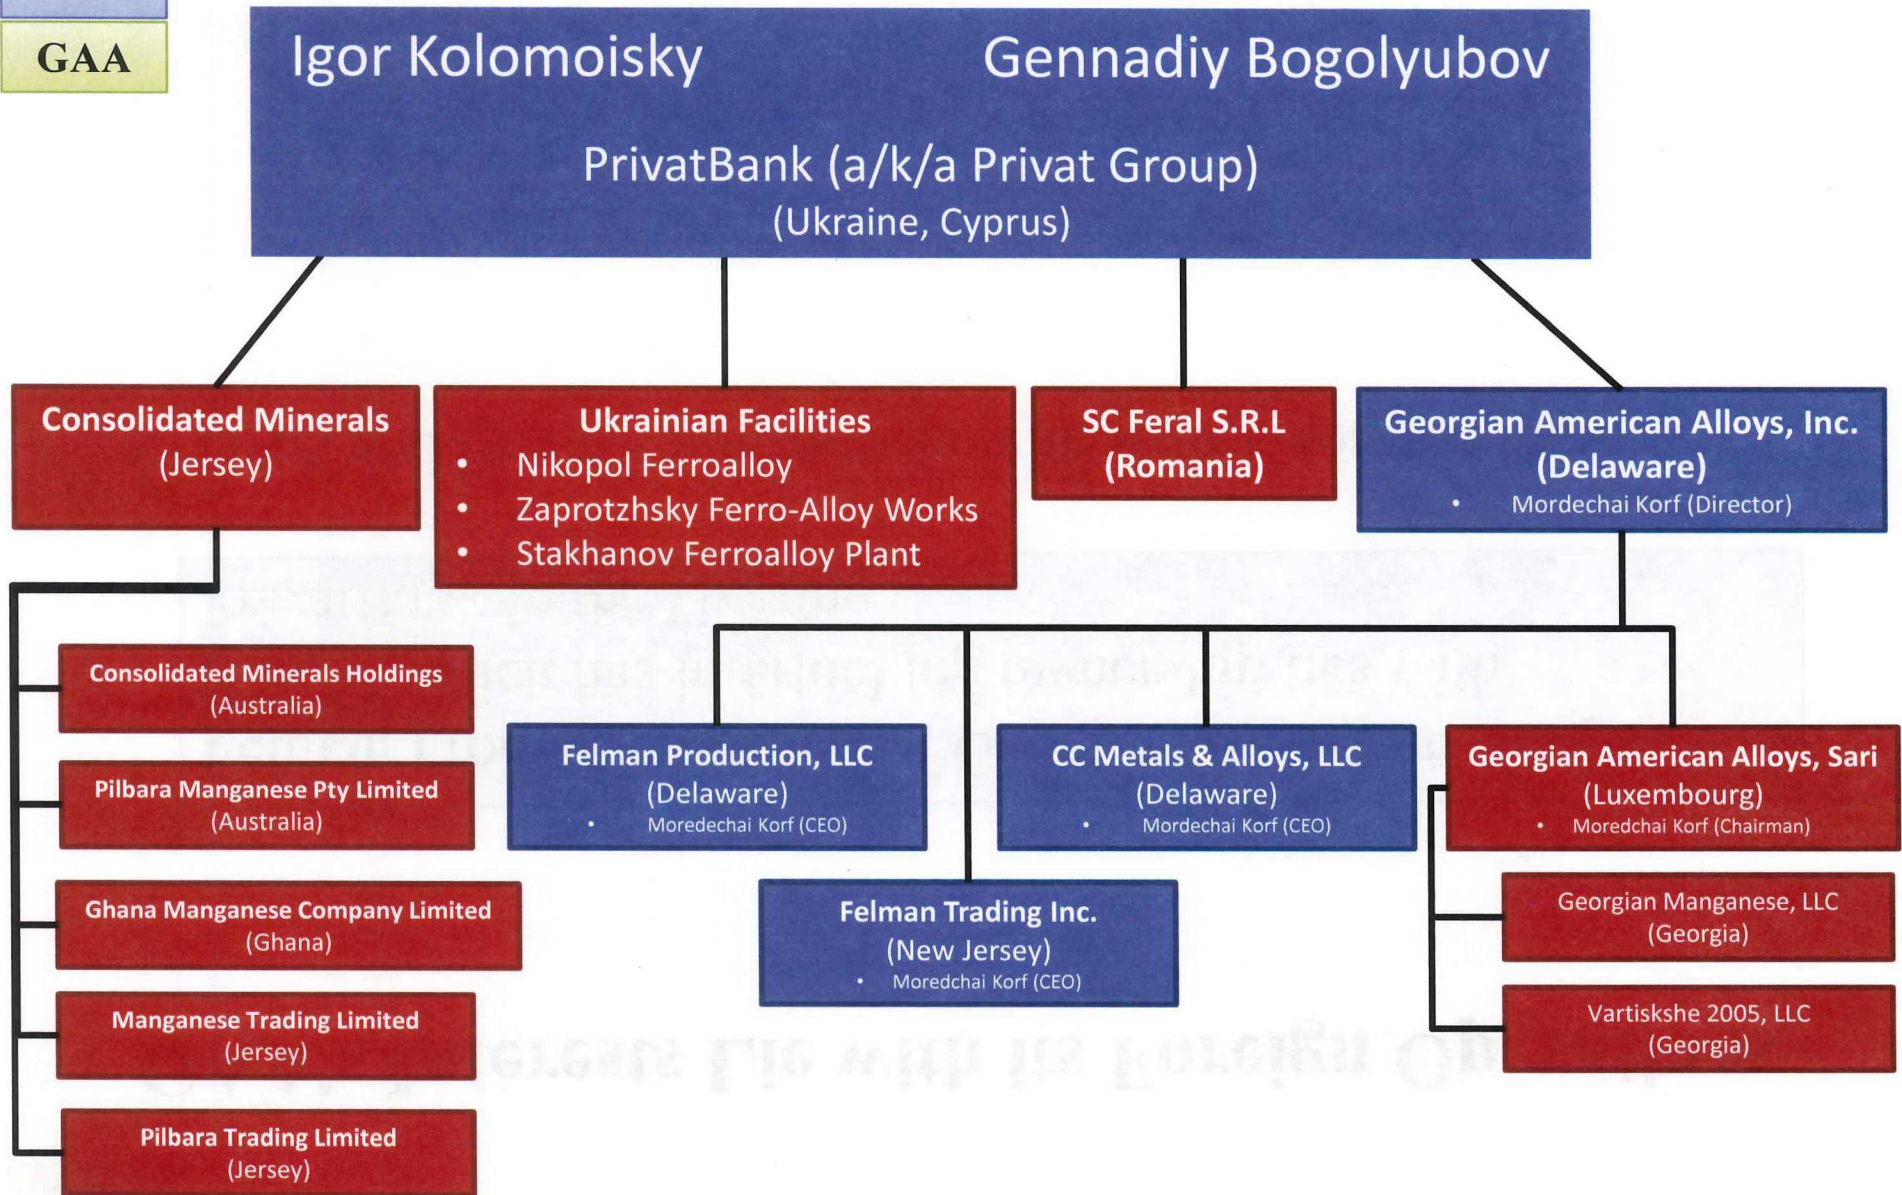 GAA
Igor Kolomoisky
Gennadiy Bogolyubov
PrivatBank (a/k/a Privat Group)
(Ukraine, Cyprus)
Consolidated Minerals
(Jersey)
Ukrainian Facilities
• Nikopol Ferroalloy
• Zaprotzhsky Ferro-Alloy Works
• Stakhanov Ferroalloy Plant
SC Feral S.R.L
(Romania)
Georgian American Alloys, Inc.
(Delaware)
• Mordechai Korf (Director)
Consolidated Minerals Holdings
(Australia)
Pilbara Manganese Pty Limited
(Australia)
Ghana Manganese Company Limited
(Ghana)
Manganese Trading Limited
(Jersey)
Pilbara Trading Limited
(Jersey)
Felman Production, LLC
(Delaware)
• Moredechai Korf (CEO)
CC Metals & Alloys, LLC
(Delaware)
• Mordechai Korf (CEO)
Felman Trading Inc.
(New Jersey)
• Moredchai Korf (CEO)
Georgian American Alloys, Sari
(Luxembourg)
• Moredchai Korf (Chairman)
Georgian Manganese, LLC
(Georgia)
Vartiskshe 2005, LLC
(Georgia)